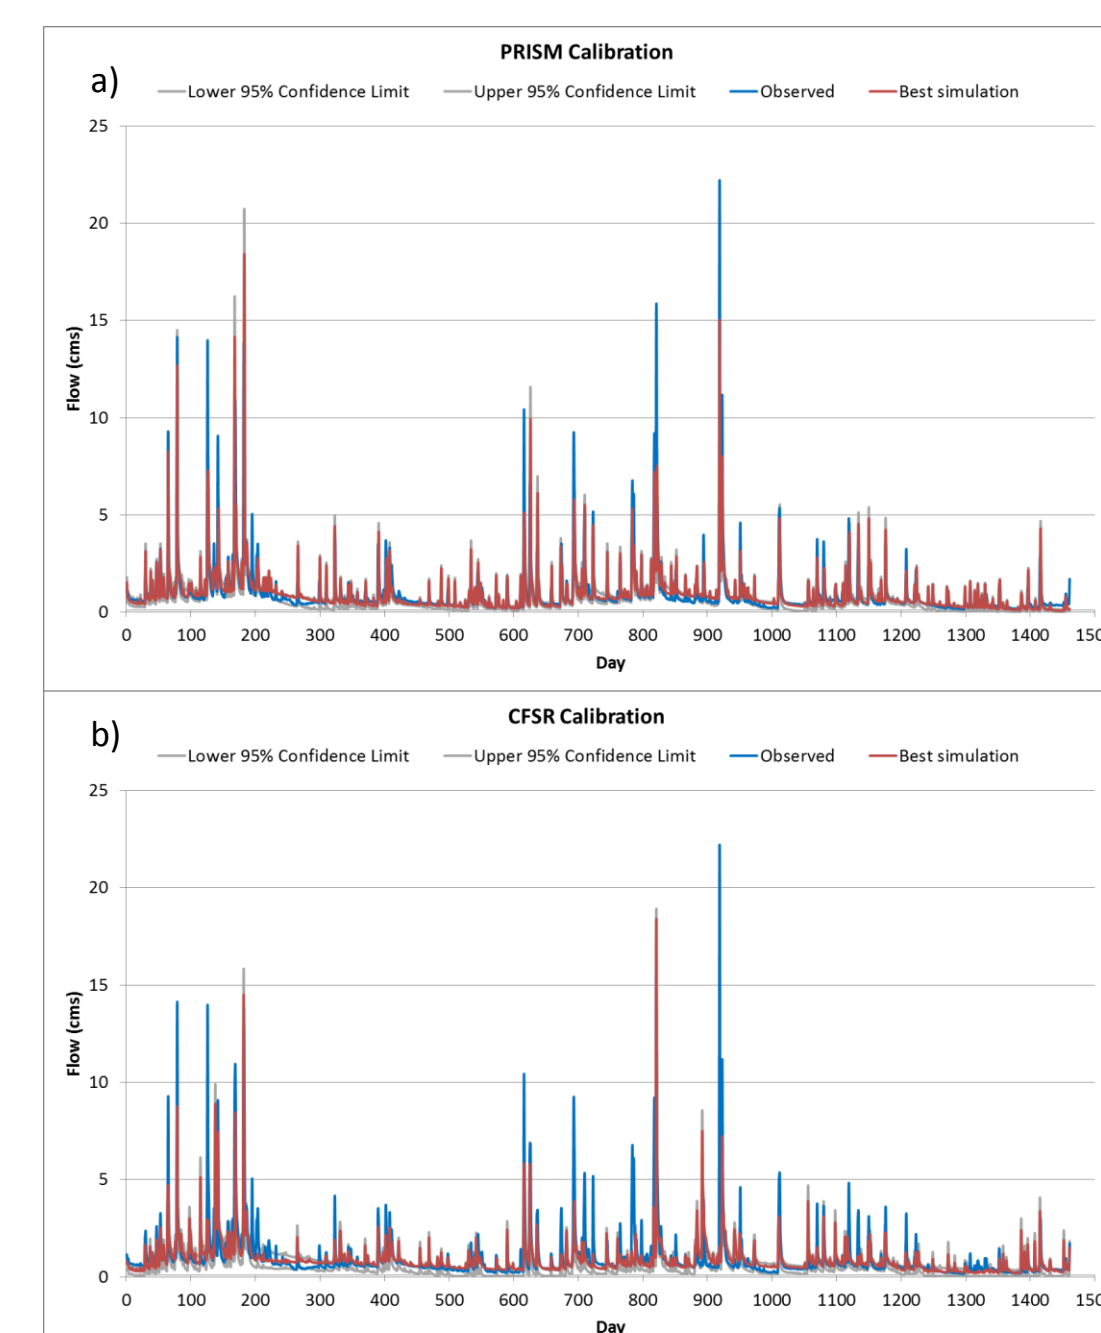 PRISM Calibration
a)
Lower 95% Confidence Limit Upper 95% Confidence Limit Observed Best simulation
25
20
15
10
5
0
Flow (cms)
0 100 200 300 400 500 600 700 800 900 1000 1100 1200 1300 1400 150
Day
CFSR Calibration
b)
Lower 95% Confidence Limit Upper 95% Confidence Limit Observed Best simulation
25
20
15
10
5
0
Flow (cms)
0 100 200 300 400 500 600 700 800 900 1000 1100 1200 1300 1400 150
Day